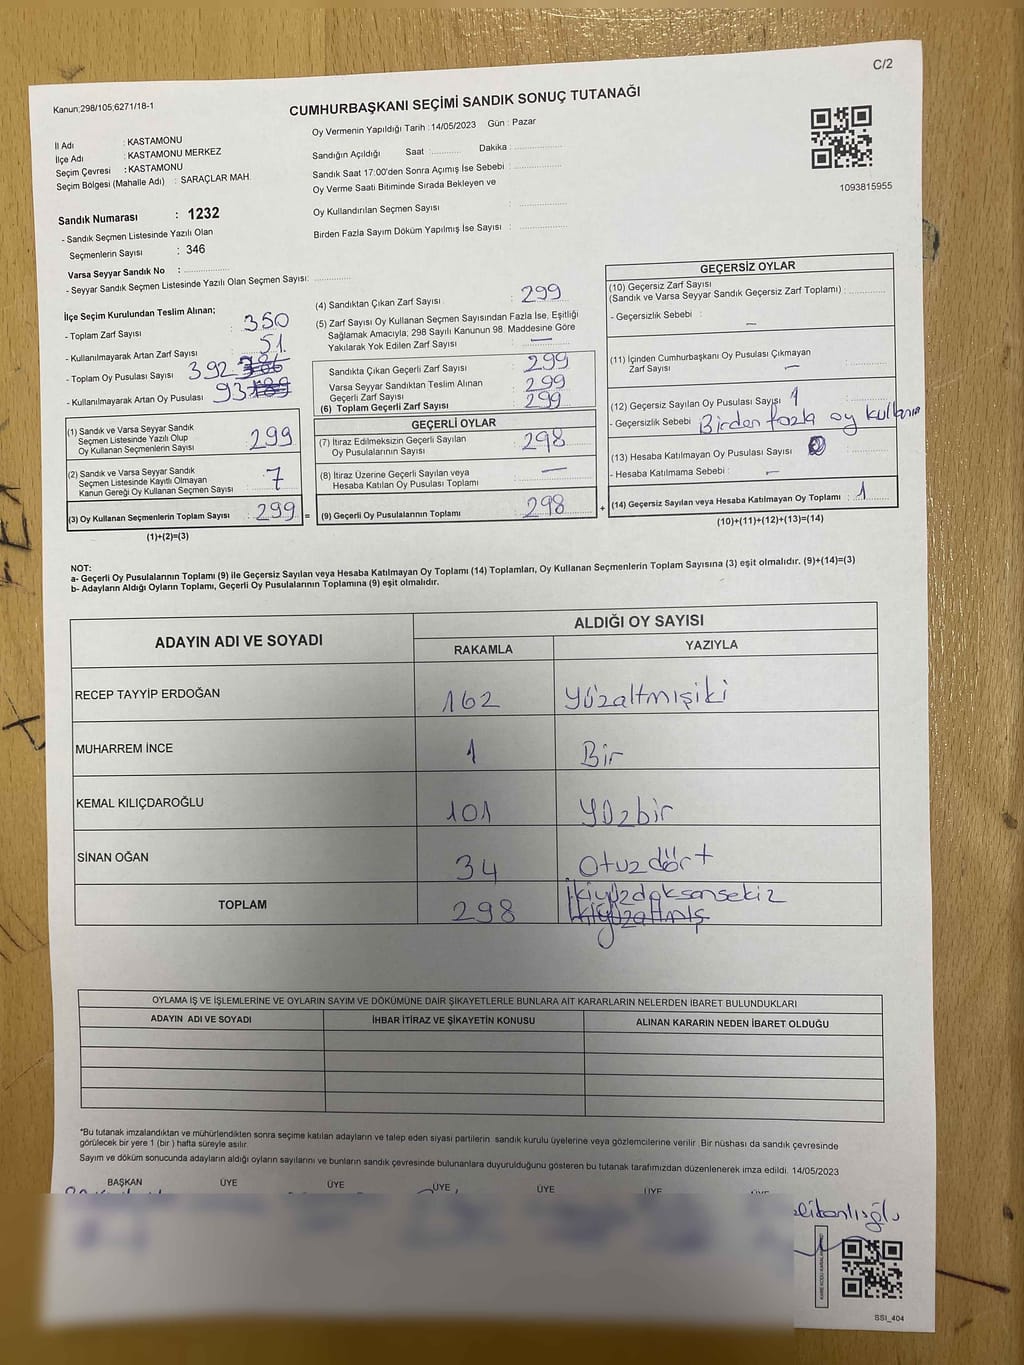 C/2
Kanun;298/105,6271/18-1
CUMHURBAŞKANI SEÇİMİ SANDIK SONUÇ TUTANAĞI
İl Adı : KASTAMONU
İlçe Adı : KASTAMONU MERKEZ
Seçim Çevresi : KASTAMONU
Seçim Bölgesi (Mahalle Adı) : SARAÇLAR MAH.
Oy Vermenin Yapıldığı Tarih : 14/05/2023 Gün : Pazar
Sandığın Açıldığı Saat : Dakika :
Sandık Saat 17:00'den Sonra Açımış İse Sebebi :
Oy Verme Saati Bitiminde Sırada Bekleyen ve
Oy Kullandırılan Seçmen Sayısı :
Birden Fazla Sayım Döküm Yapılmış İse Sayısı :
1093815955
Sandık Numarası : 1232
- Sandık Seçmen Listesinde Yazılı Olan
Seçmenlerin Sayısı : 346
Varsa Seyyar Sandık No :
- Seyyar Sandık Seçmen Listesinde Yazılı Olan Seçmen Sayısı:
İlçe Seçim Kurulundan Teslim Alınan;
- Toplam Zarf Sayısı : 350
- Kullanılmayarak Artan Zarf Sayısı : 51
- Toplam Oy Pusulası Sayısı 392
- Kullanılmayarak Artan Oy Pusulası 93
(1) Sandık ve Varsa Seyyar Sandık
Seçmen Listesinde Yazılı Olup
Oy Kullanan Seçmenlerin Sayısı : 299
(2) Sandık ve Varsa Seyyar Sandık
Seçmen Listesinde Kayıtlı Olmayan
Kanun Gereği Oy Kullanan Seçmen Sayısı : 7
(3) Oy Kullanan Seçmenlerin Toplam Sayısı : 299 =
(1)+(2)=(3)
(4) Sandıktan Çıkan Zarf Sayısı : 299
(5) Zarf Sayısı Oy Kullanan Seçmen Sayısından Fazla İse, Eşitliği
Sağlamak Amacıyla, 298 Sayılı Kanunun 98. Maddesine Göre
Yakılarak Yok Edilen Zarf Sayısı : —
Sandıkta Çıkan Geçerli Zarf Sayısı : 299
Varsa Seyyar Sandıktan Teslim Alınan
Geçerli Zarf Sayısı : 299
(6) Toplam Geçerli Zarf Sayısı : 299
GEÇERLİ OYLAR
(7) İtiraz Edilmeksizin Geçerli Sayılan
Oy Pusulalarının Sayısı : 298
(8) İtiraz Üzerine Geçerli Sayılan veya
Hesaba Katılan Oy Pusulası Toplamı : —
(9) Geçerli Oy Pusulalarının Toplamı : 298 +
GEÇERSİZ OYLAR
(10) Geçersiz Zarf Sayısı
(Sandık ve Varsa Seyyar Sandık Geçersiz Zarf Toplamı) :
- Geçersizlik Sebebi : —
(11) İçinden Cumhurbaşkanı Oy Pusulası Çıkmayan
Zarf Sayısı : —
(12) Geçersiz Sayılan Oy Pusulası Sayısı 1
- Geçersizlik Sebebi Birden fazla oy
(13) Hesaba Katılmayan Oy Pusulası Sayısı
- Hesaba Katılmama Sebebi : —
(14) Geçersiz Sayılan veya Hesaba Katılmayan Oy Toplamı : 1
(10)+(11)+(12)+(13)=(14)
NOT:
a- Geçerli Oy Pusulalarının Toplamı (9) ile Geçersiz Sayılan veya Hesaba Katılmayan Oy Toplamı (14) Toplamları, Oy Kullanan Seçmenlerin Toplam Sayısına (3) eşit olmalıdır. (9)+(14)=(3)
b- Adayların Aldığı Oyların Toplamı, Geçerli Oy Pusulalarının Toplamına (9) eşit olmalıdır.
ADAYIN ADI VE SOYADI
ALDIĞI OY SAYISI
RAKAMLA YAZIYLA
RECEP TAYYİP ERDOĞAN 162 Yüzaltmışiki
MUHARREM İNCE 1 Bir
KEMAL KILIÇDAROĞLU 101 Yüzbir
SİNAN OĞAN 34 Otuzdört
TOPLAM 298 İkiyüzdoksansekiz
İkiyüzaltmış
OYLAMA İŞ VE İŞLEMLERİNE VE OYLARIN SAYIM VE DÖKÜMÜNE DAİR ŞİKAYETLERLE BUNLARA AİT KARARLARIN NELERDEN İBARET BULUNDUKLARI
ADAYIN ADI VE SOYADI İHBAR İTİRAZ VE ŞİKAYETİN KONUSU ALINAN KARARIN NEDEN İBARET OLDUĞU
*Bu tutanak imzalandıktan ve mühürlendikten sonra seçime katılan adayların ve talep eden siyasi partilerin sandık kurulu üyelerine veya gözlemcilerine verilir. Bir nüshası da sandık çevresinde
görülecek bir yere 1 (bir ) hafta süreyle asılır.
Sayım ve döküm sonucunda adayların aldığı oyların sayılarını ve bunların sandık çevresinde bulunanlara duyurulduğunu gösteren bu tutanak tarafımızdan düzenlenerek imza edildi. 14/05/2023
BAŞKAN ÜYE ÜYE ÜYE ÜYE ÜYE
SSI_404